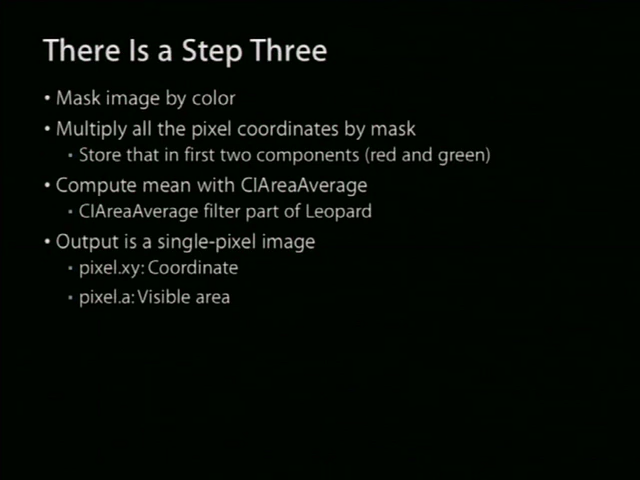 There Is a Step Three
• Mask image by color
• Multiply all the pixel coordinates by mask
▪ Store that in first two components (red and green)
• Compute mean with CIAreaAverage
▪ CIAreaAverage filter part of Leopard
• Output is a single-pixel image
▪ pixel.xy: Coordinate
▪ pixel.a: Visible area